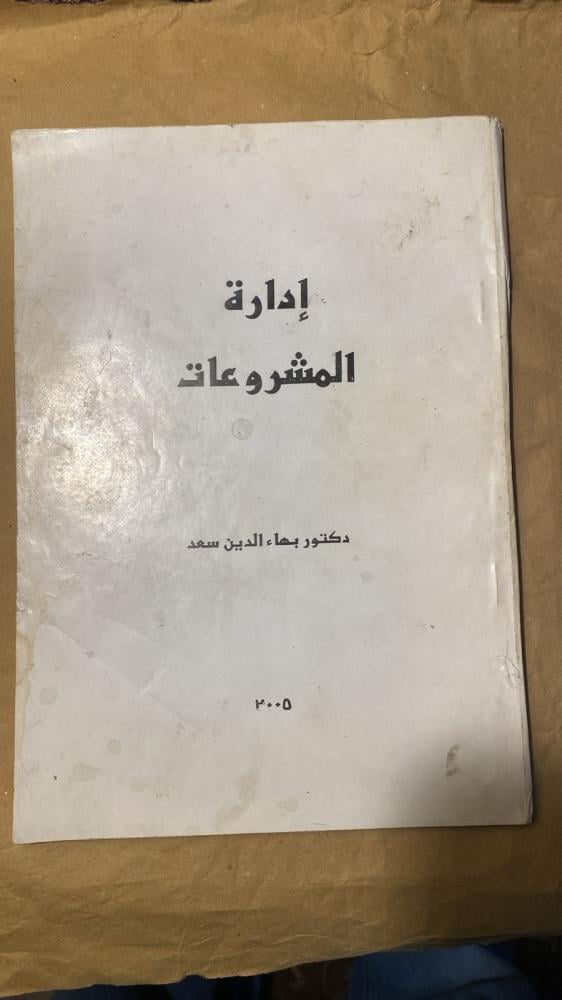 إدارة
المشروعات
دكتور بهاء الدين سعد
٢٠٠٥